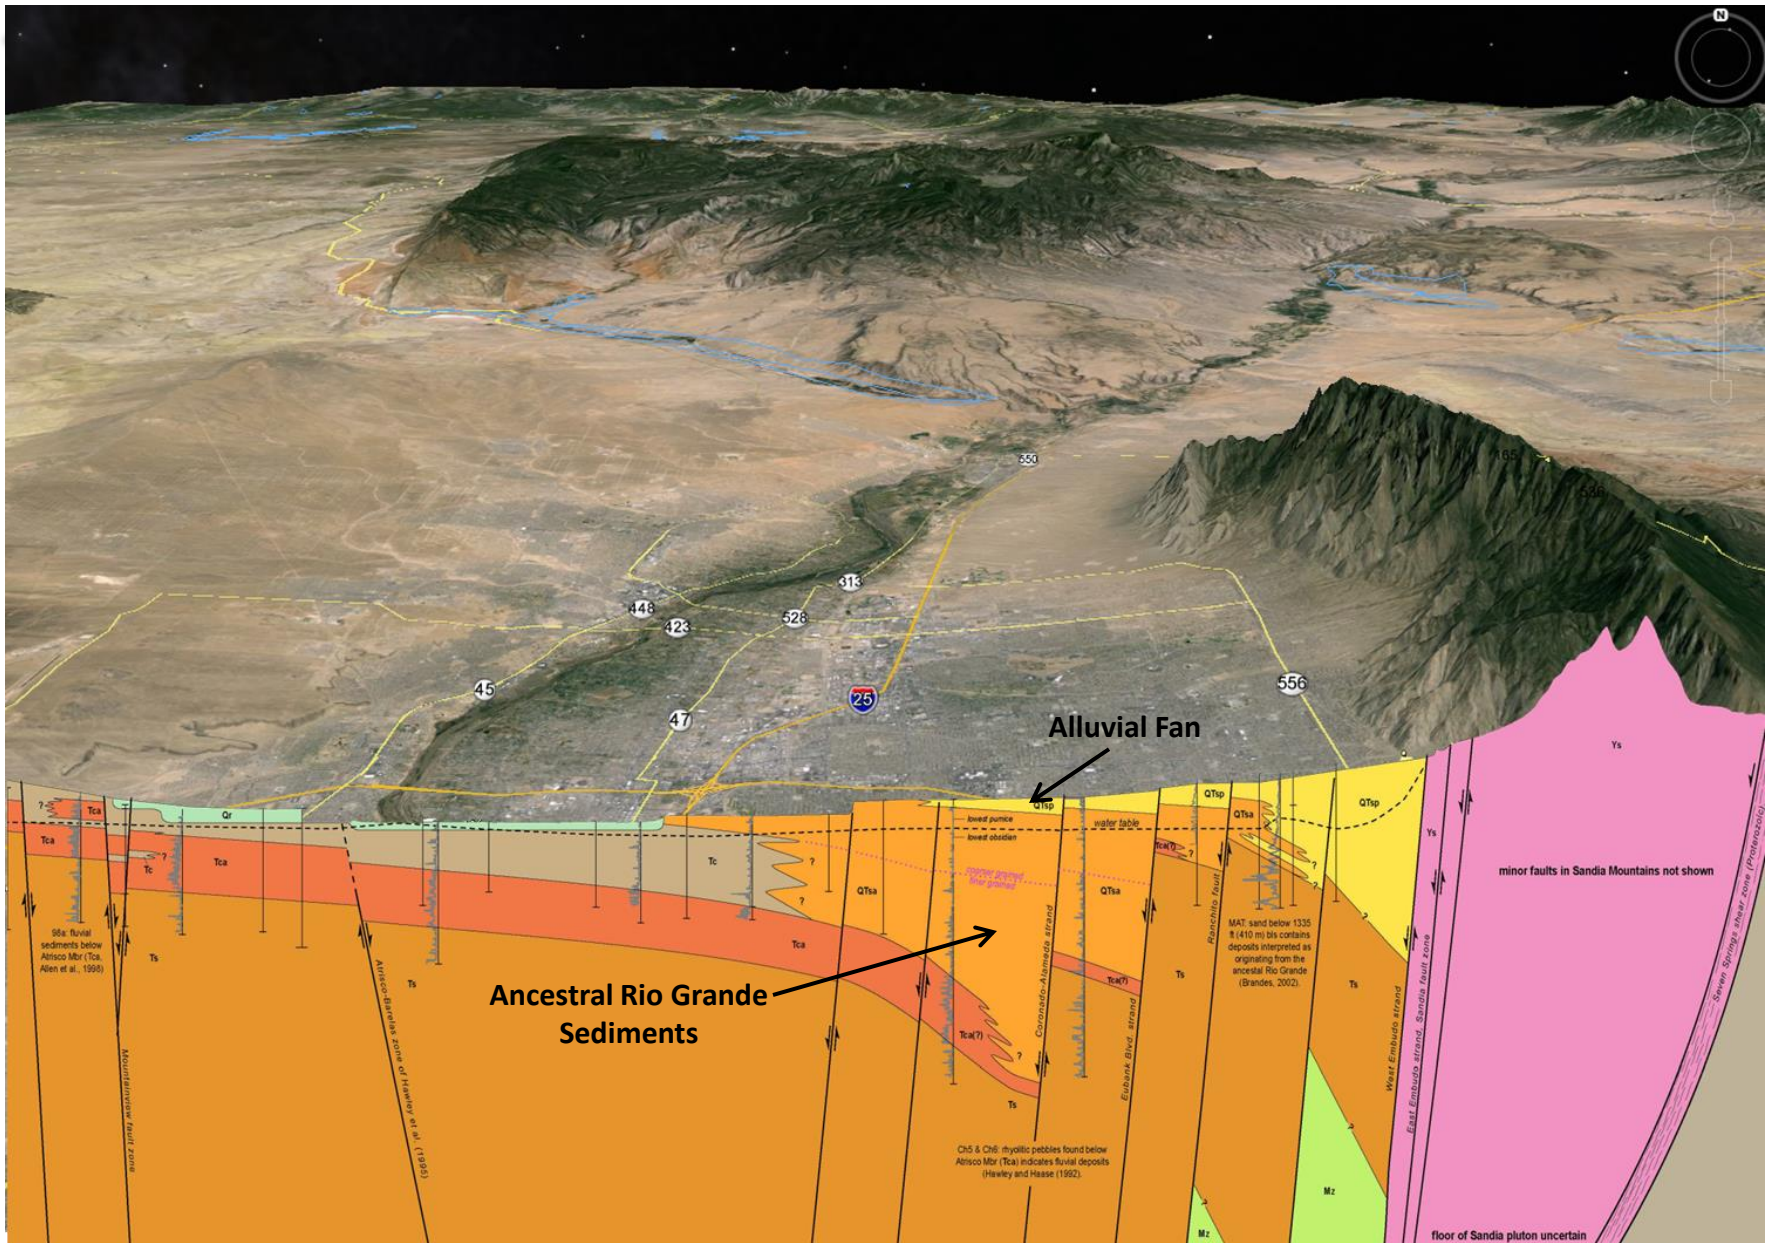 N
550
165
536
313
448
528
423
45
556
25
47
Alluvial Fan
Ys
?
Tca
Qr
QTsp
QTsp
QTsp
lowest pumice
water table
QTsa
lowest obsidian
Ys
Tca
Tc
?
Tca
Tc
?
Tca(?)
?
?
coarser grained
finer grained
minor faults in Sandia Mountains not shown
QTsa
QTsa
?
?
98a: fluvial
sediments below
Atrisco Mbr (Tca,
Allen et al., 1998)
Ts
Tca
MAT: sand below 1335
ft (410 m) bls contains
deposits interpreted as
originating from the
ancestal Rio Grande
(Brandes, 2002).
Ts
Ts
Ts
Tca(?)
Ancestral Rio Grande
Sediments
Tca(?)
?
Ts
Mountainview fault zone
Atrisco-Barelas zone of Hawley et al. (1995)
Coronado-Alameda strand
Eubank Blvd. strand
Ranchito fault
West Embudo strand
East Embudo strand, Sandia fault zone
Seven Springs shear zone (Proterozoic)
Ch5 & Ch6: rhyolitic pebbles found below
Atrisco Mbr (Tca) indicates fluvial deposits
(Hawley and Haase (1992).
?
?
Mz
Mz
floor of Sandia pluton uncertain